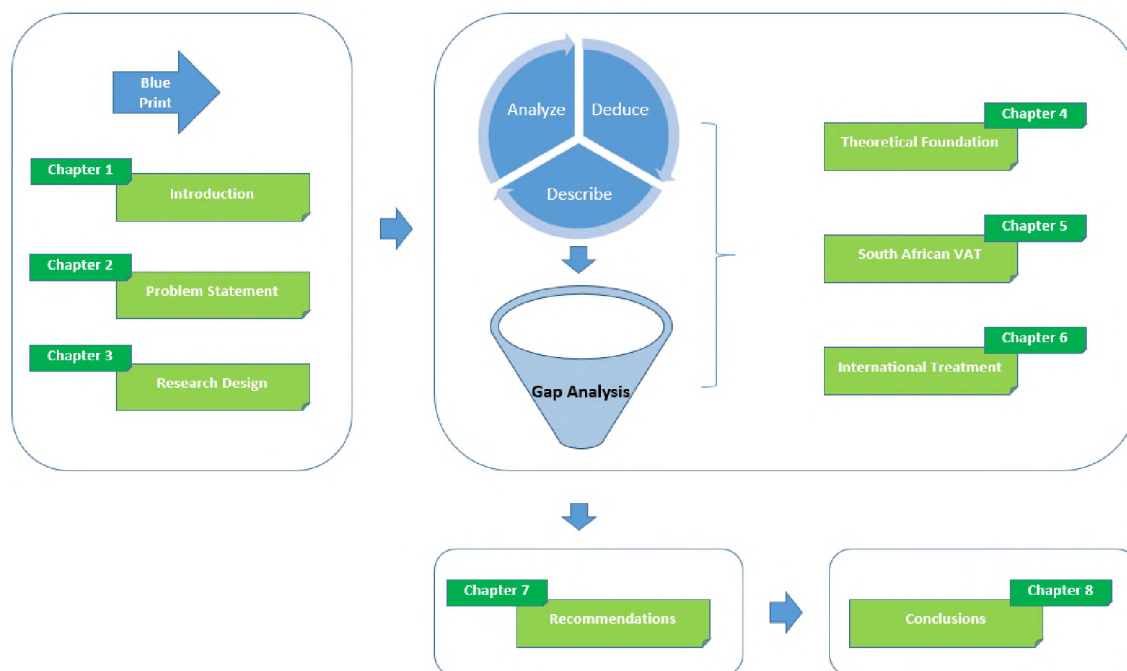 Blue
Print
Chapter 1
Introduction
Chapter 2
Problem Statement
Chapter 3
Research Design
Analyze
Deduce
Describe
Gap Analysis
Chapter 4
Theoretical Foundation
Chapter 5
South African VAT
Chapter 6
International Treatment
Chapter 7
Recommendations
Chapter 8
Conclusions